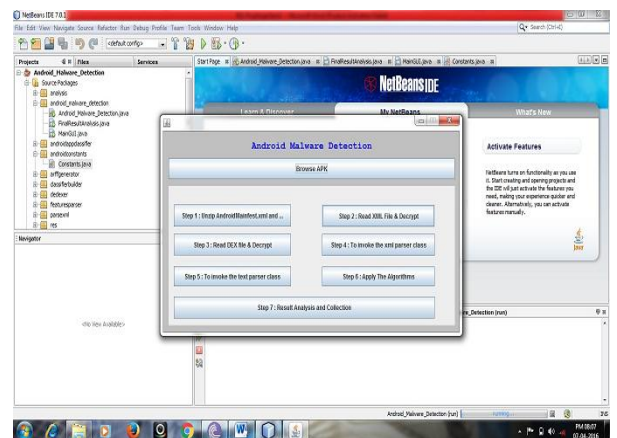 NetBeans IDE 7.0.1
File Edit View Navigate Source Refactor Run Debug Profile Team Tools Window Help
Search (Ctrl+I)
<default config>
Projects Files Services
Start Page Android_Malware_Detection.java FinalResultAnalysis.java MainGUI.java Constants.java
Android_Malware_Detection
Source Packages
analysis
android_malware_detection
Android_Malware_Detection.java
FinalResultAnalysis.java
MainGUI.java
androidappclassifier
androidconstants
Constants.java
arffgenerator
classifierbuilder
dedexer
featuresparser
parsexml
res
Navigator
<No View Available>
NetBeans IDE
Learn & Discover My NetBeans What's New
Activate Features
NetBeans turns on functionality as you use
it. Start creating and opening projects and
the IDE will just activate the features you
need, making your experience quicker and
cleaner. Alternatively, you can activate
features manually.
Java
Android Malware Detection
Browse APK
Step 1 : Unzip AndroidManifest.xml and ...
Step 2 : Read XML File & Decrypt
Step 3 : Read DEX file & Decrypt
Step 4 : To invoke the xml parser class
Step 5 : To invoke the text parser class
Step 6 : Apply The Algorithms
Step 7 : Result Analysis and Collection
re_Detection (run)
Android_Malware_Detection (run) running...
PM 08:07
07-04-2016